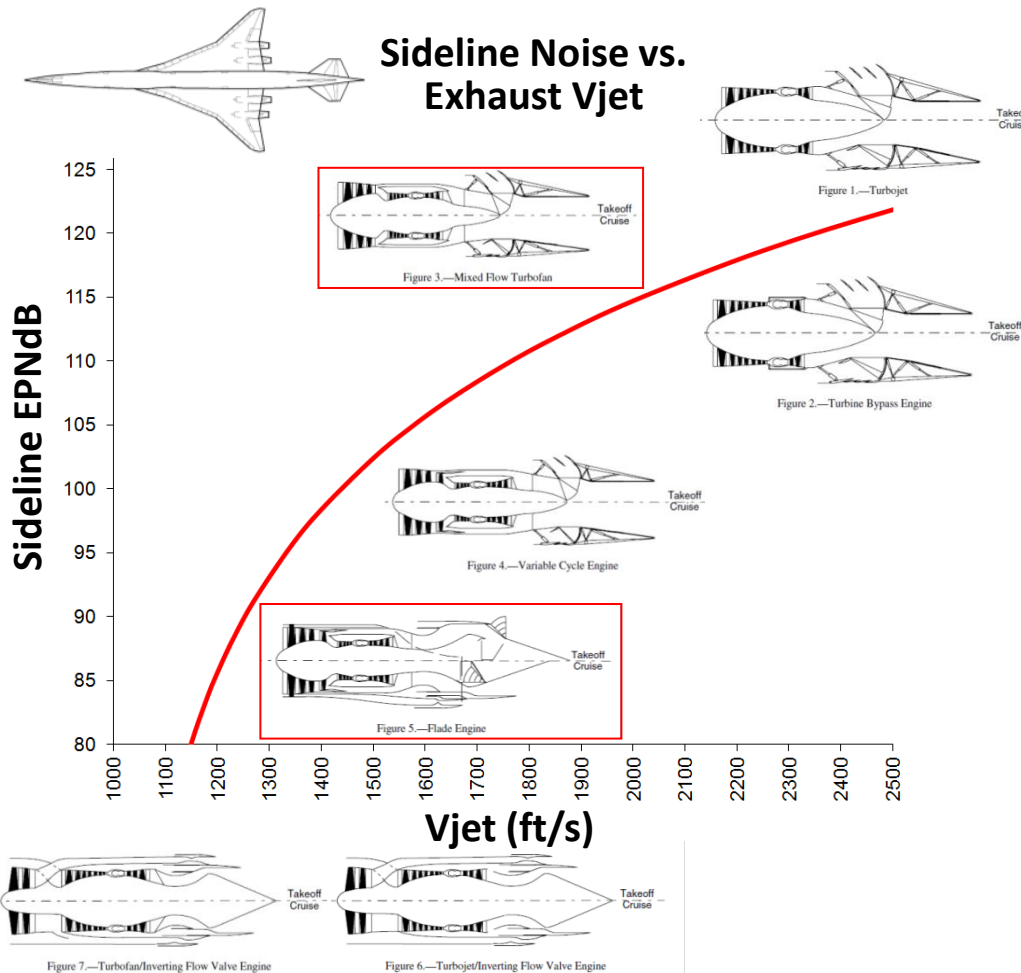 Sideline Noise vs.
Exhaust Vjet
Takeoff
Cruise
Figure 1.—Turbojet
Takeoff
Cruise
Figure 3.—Mixed Flow Turbofan
Takeoff
Cruise
Figure 2.—Turbine Bypass Engine
Takeoff
Cruise
Figure 4.—Variable Cycle Engine
Takeoff
Cruise
Figure 5.—Flade Engine
Sideline EPNdB
125
120
115
110
105
100
95
90
85
80
1000
1100
1200
1300
1400
1500
1600
1700
1800
1900
2000
2100
2200
2300
2400
2500
Vjet (ft/s)
Takeoff
Cruise
Figure 7.—Turbofan/Inverting Flow Valve Engine
Takeoff
Cruise
Figure 6.—Turbojet/Inverting Flow Valve Engine